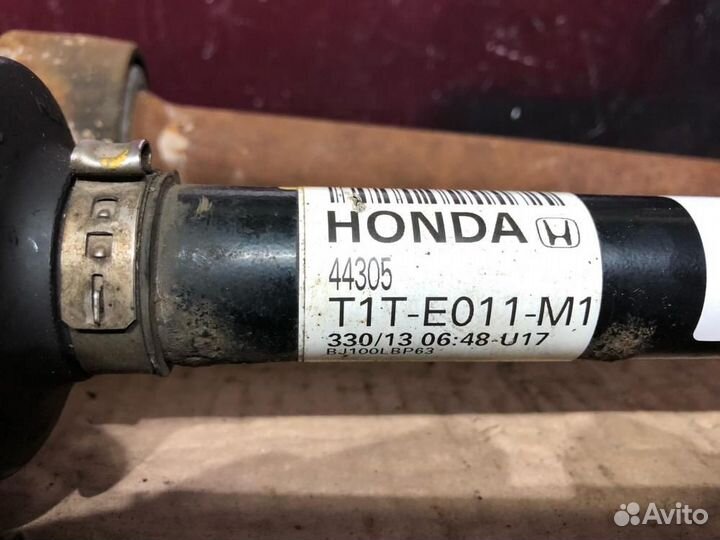 HONDA
44305
T1T-E011-M1
330/13 06:48-U17
BJ100LBP63
Avito